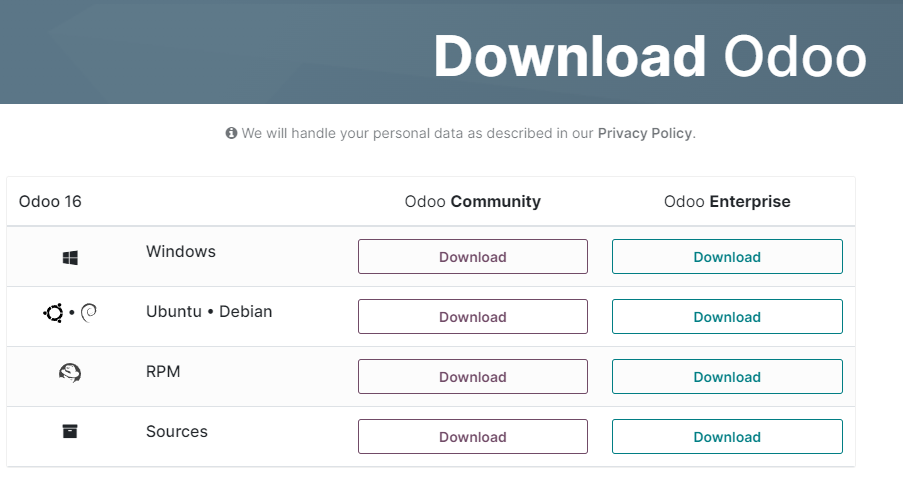 Download Odoo
We will handle your personal data as described in our Privacy Policy.
Odoo 16 Odoo Community Odoo Enterprise
Windows Download Download
Ubuntu • Debian Download Download
RPM Download Download
Sources Download Download